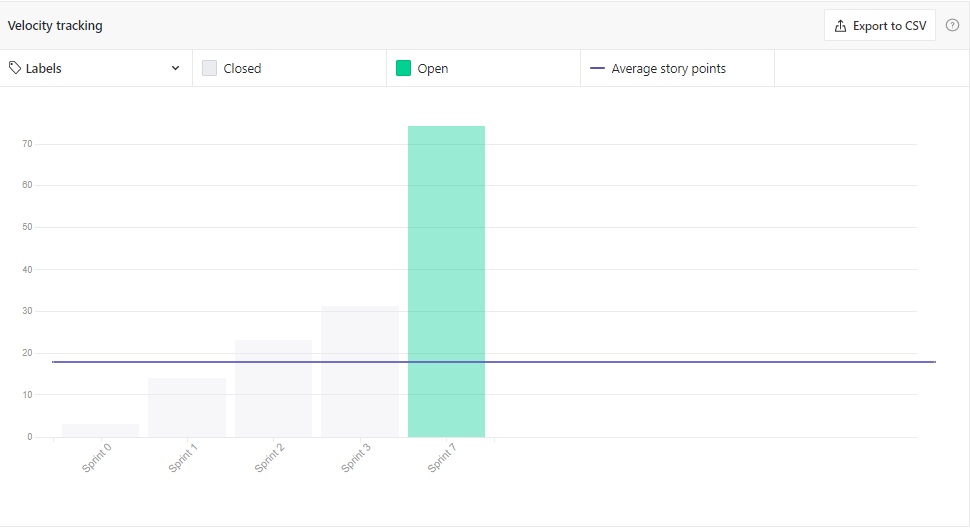 Velocity tracking
Export to CSV
?
Labels
Closed
Open
Average story points
70
60
50
40
30
20
10
0
Sprint 0
Sprint 1
Sprint 2
Sprint 3
Sprint 7